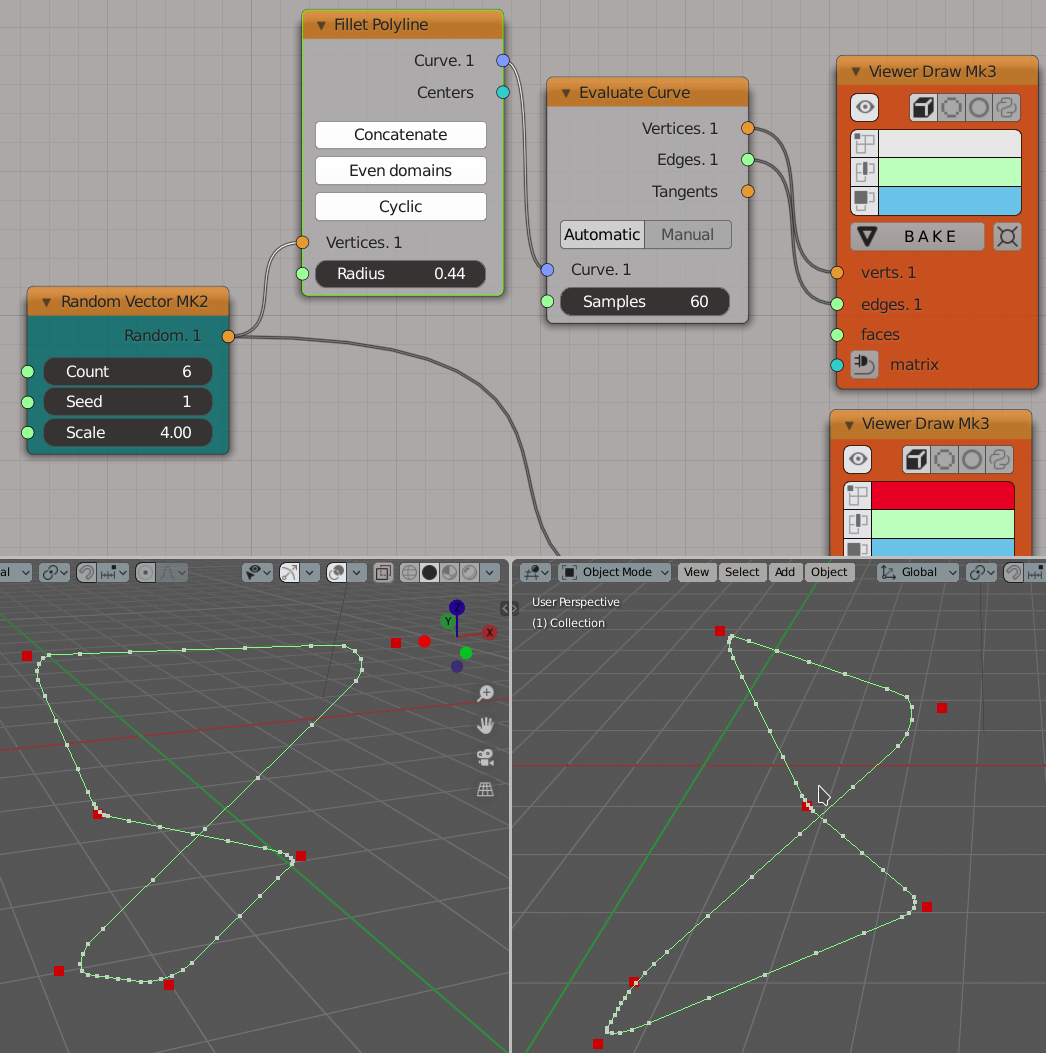 Fillet Polyline
Curve. 1
Centers
Concatenate
Even domains
Cyclic
Vertices. 1
Radius 0.44
Random Vector MK2
Random. 1
Count 6
Seed 1
Scale 4.00
Evaluate Curve
Vertices. 1
Edges. 1
Tangents
Automatic Manual
Curve. 1
Samples 60
Viewer Draw Mk3
BAKE
verts. 1
edges. 1
faces
matrix
Viewer Draw Mk3
al
Z
Y
X
Object Mode View Select Add Object Global
User Perspective
(1) Collection